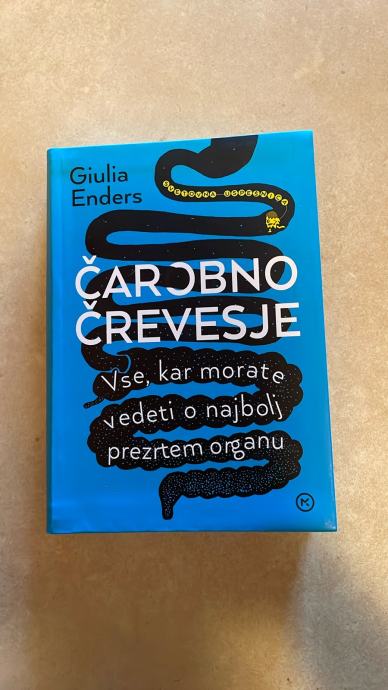 Giulia
Enders
SVETOVNA USPEŠNICA
ČAROBNO
ČREVESJE
Vse, kar morate
vedeti o najbolj
prezrtem organu
M